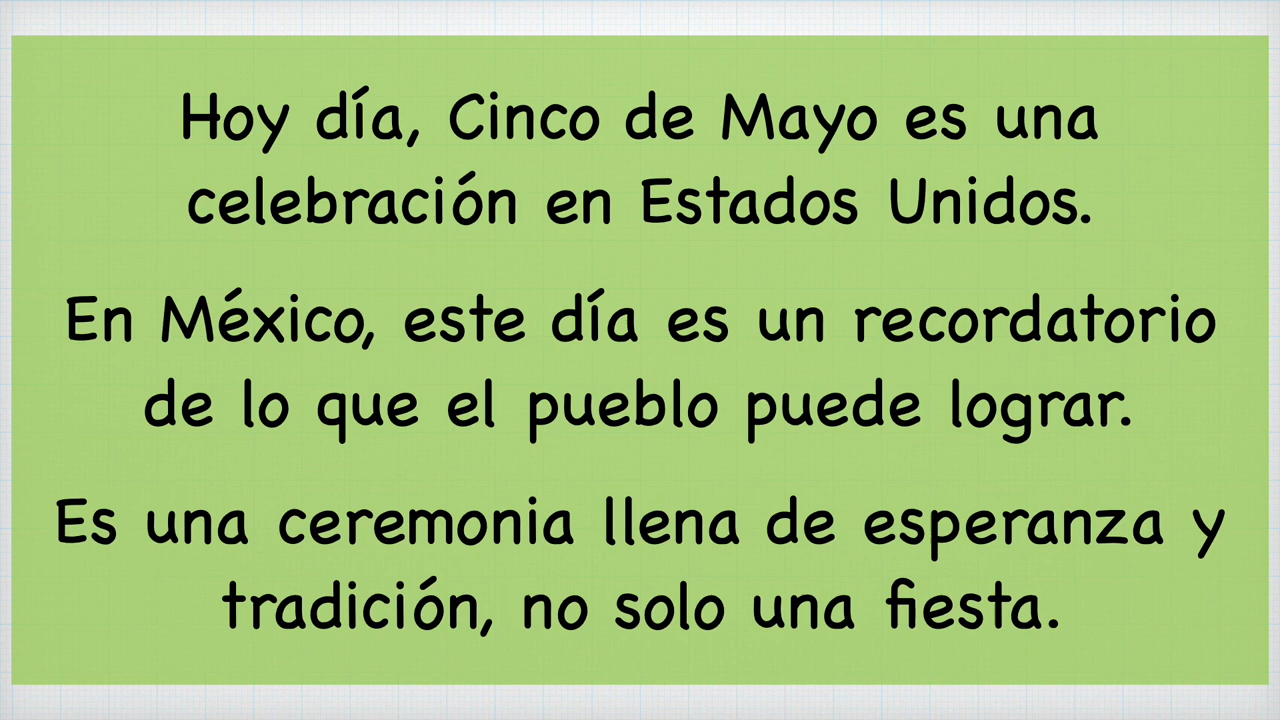 Hoy día, Cinco de Mayo es una
celebración en Estados Unidos.
En México, este día es un recordatorio
de lo que el pueblo puede lograr.
Es una ceremonia llena de esperanza y
tradición, no solo una fiesta.